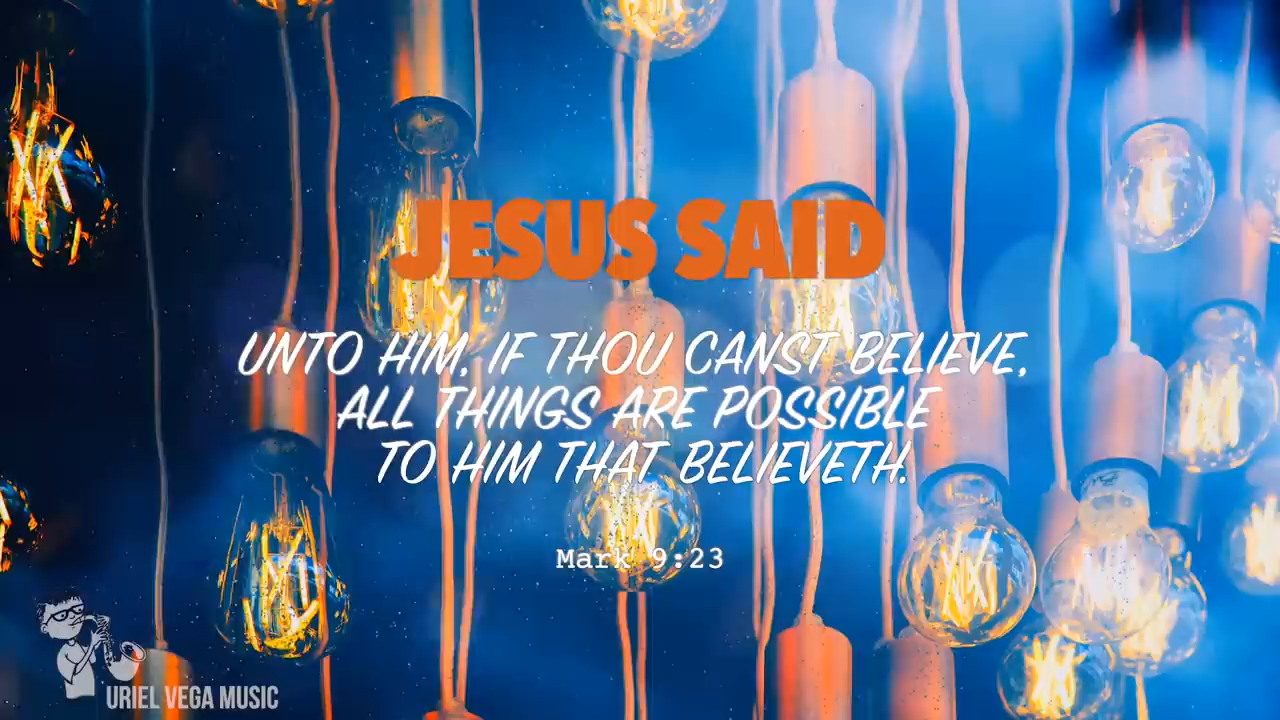 JESUS SAID
UNTO HIM, IF THOU CANST BELIEVE,
ALL THINGS ARE POSSIBLE
TO HIM THAT BELIEVETH.
Mark 9:23
URIEL VEGA MUSIC